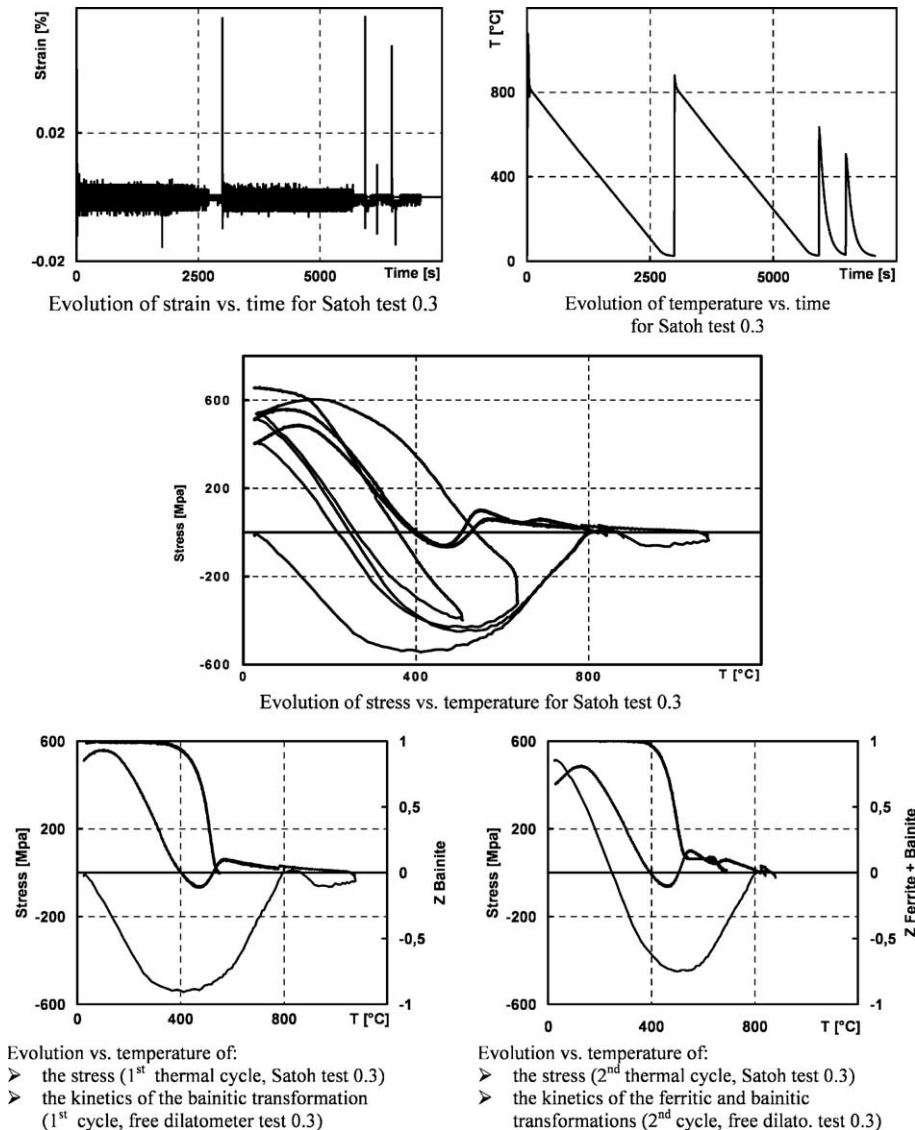 Strain [%]
0.02
-0.02
0
2500
5000
Time [s]
Evolution of strain vs. time for Satoh test 0.3
T [°C]
800
400
0
0
2500
5000
Time [s]
Evolution of temperature vs. time
for Satoh test 0.3
Stress [Mpa]
600
200
-200
-600
0
400
800
T [°C]
Evolution of stress vs. temperature for Satoh test 0.3
Stress [Mpa]
600
200
-200
-600
0
400
800
T [°C]
1
0,5
0
-0,5
-1
Z Bainite
Evolution vs. temperature of:
➢ the stress (1st thermal cycle, Satoh test 0.3)
➢ the kinetics of the bainitic transformation
(1st cycle, free dilatometer test 0.3)
Stress [Mpa]
600
200
-200
-600
0
400
800
T [°C]
1
0,5
0
-0,5
-1
Z Ferrite + Bainite
Evolution vs. temperature of:
➢ the stress (2nd thermal cycle, Satoh test 0.3)
➢ the kinetics of the ferritic and bainitic
transformations (2nd cycle, free dilato. test 0.3)